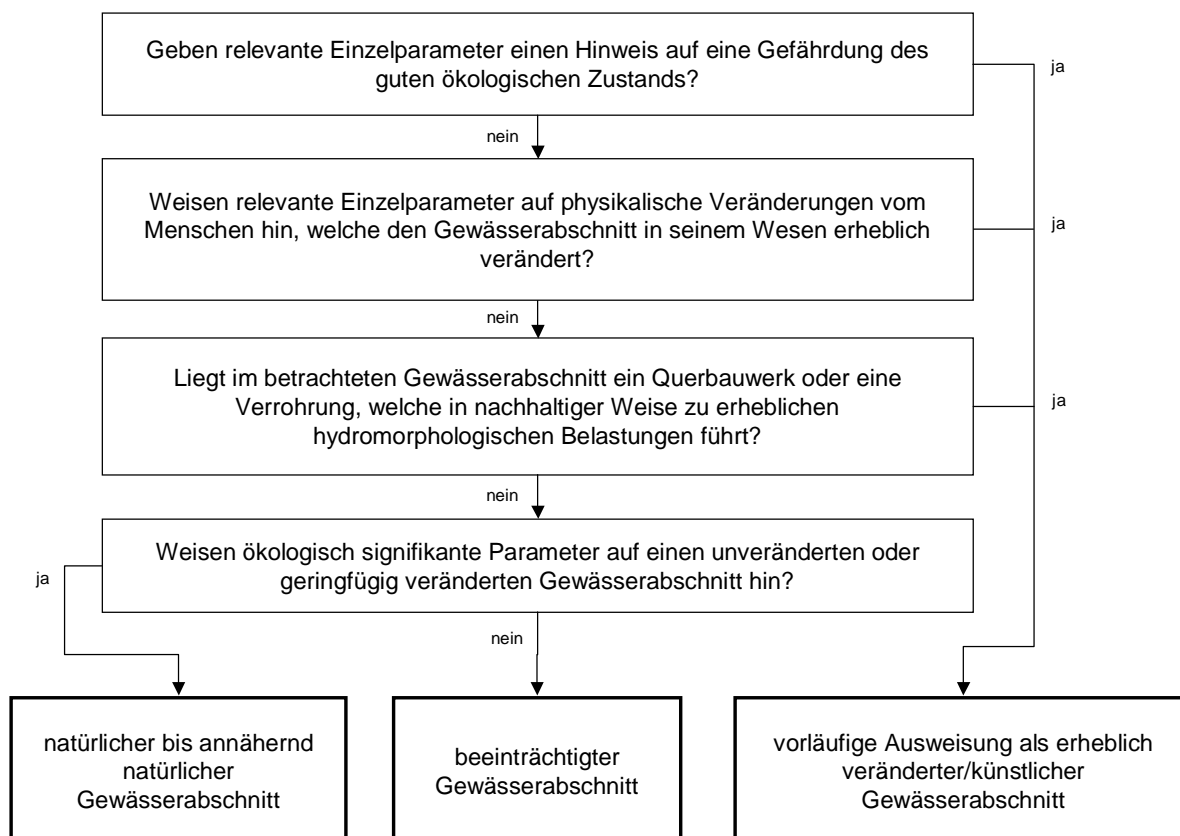 Geben relevante Einzelparameter einen Hinweis auf eine Gefährdung des
guten ökologischen Zustands?
ja
nein
Weisen relevante Einzelparameter auf physikalische Veränderungen vom
Menschen hin, welche den Gewässerabschnitt in seinem Wesen erheblich
verändert?
ja
nein
Liegt im betrachteten Gewässerabschnitt ein Querbauwerk oder eine
Verrohrung, welche in nachhaltiger Weise zu erheblichen
hydromorphologischen Belastungen führt?
ja
nein
Weisen ökologisch signifikante Parameter auf einen unveränderten oder
geringfügig veränderten Gewässerabschnitt hin?
ja
nein
natürlicher bis annähernd
natürlicher
Gewässerabschnitt
beeinträchtigter
Gewässerabschnitt
vorläufige Ausweisung als erheblich
veränderter/künstlicher
Gewässerabschnitt